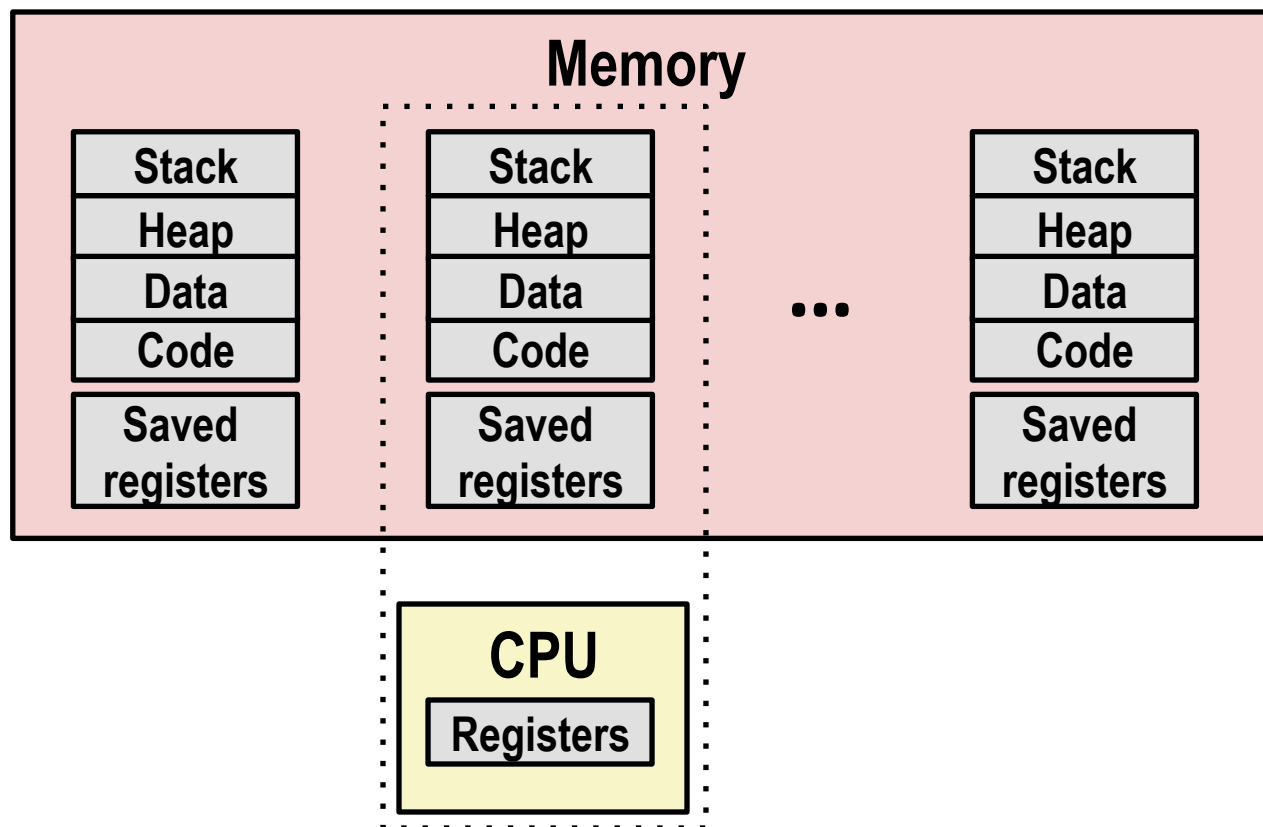 Memory
Stack
Heap
Data
Code
Saved
registers
Stack
Heap
Data
Code
Saved
registers
...
Stack
Heap
Data
Code
Saved
registers
CPU
Registers